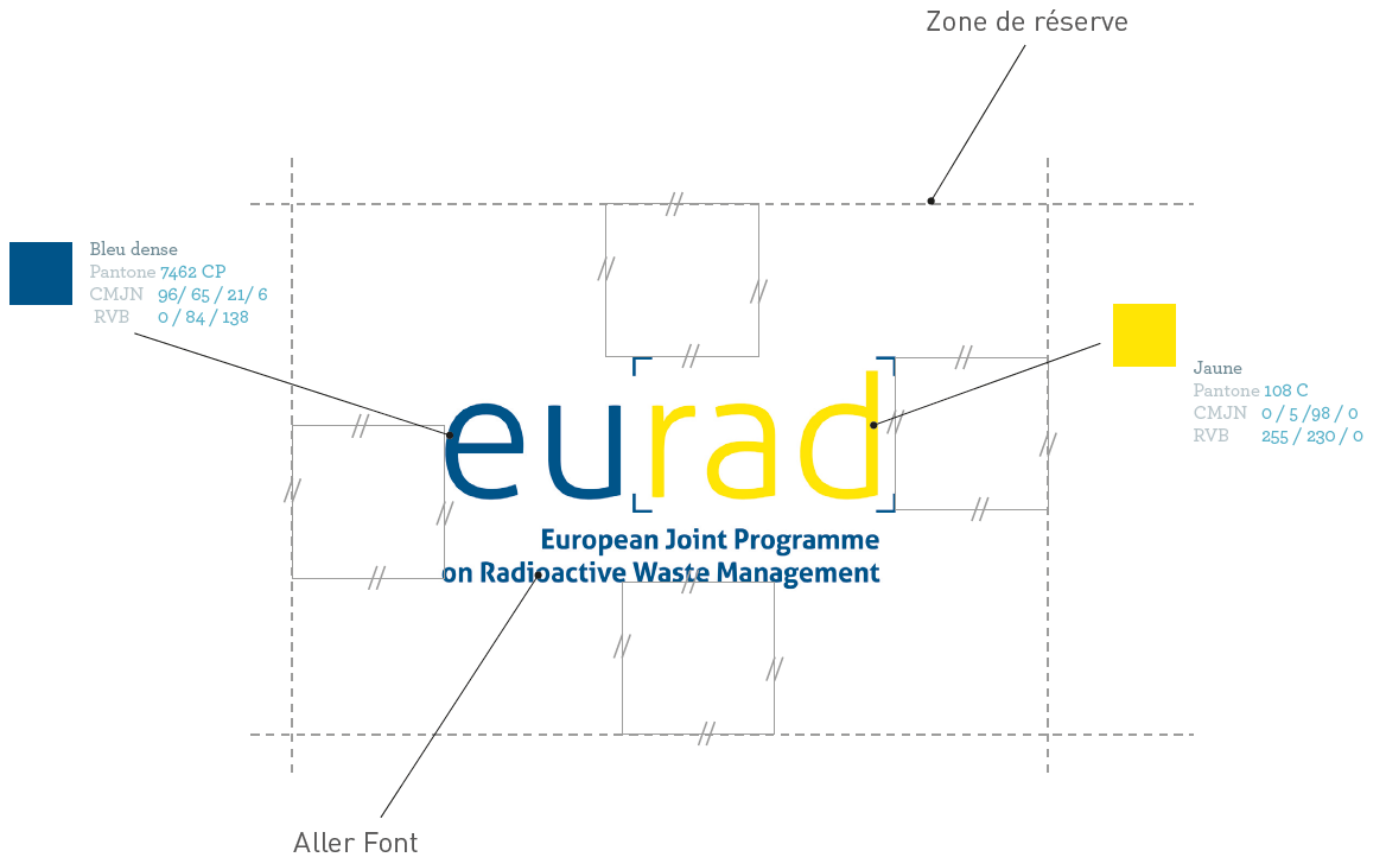 Zone de réserve
Bleu dense
Pantone 7462 CP
CMJN 96/ 65 / 21/ 6
RVB 0 / 84 / 138
Jaune
Pantone 108 C
CMJN 0 / 5 /98 / 0
RVB 255 / 230 / 0
eu[rad]
European Joint Programme
on Radioactive Waste Management
Aller Font